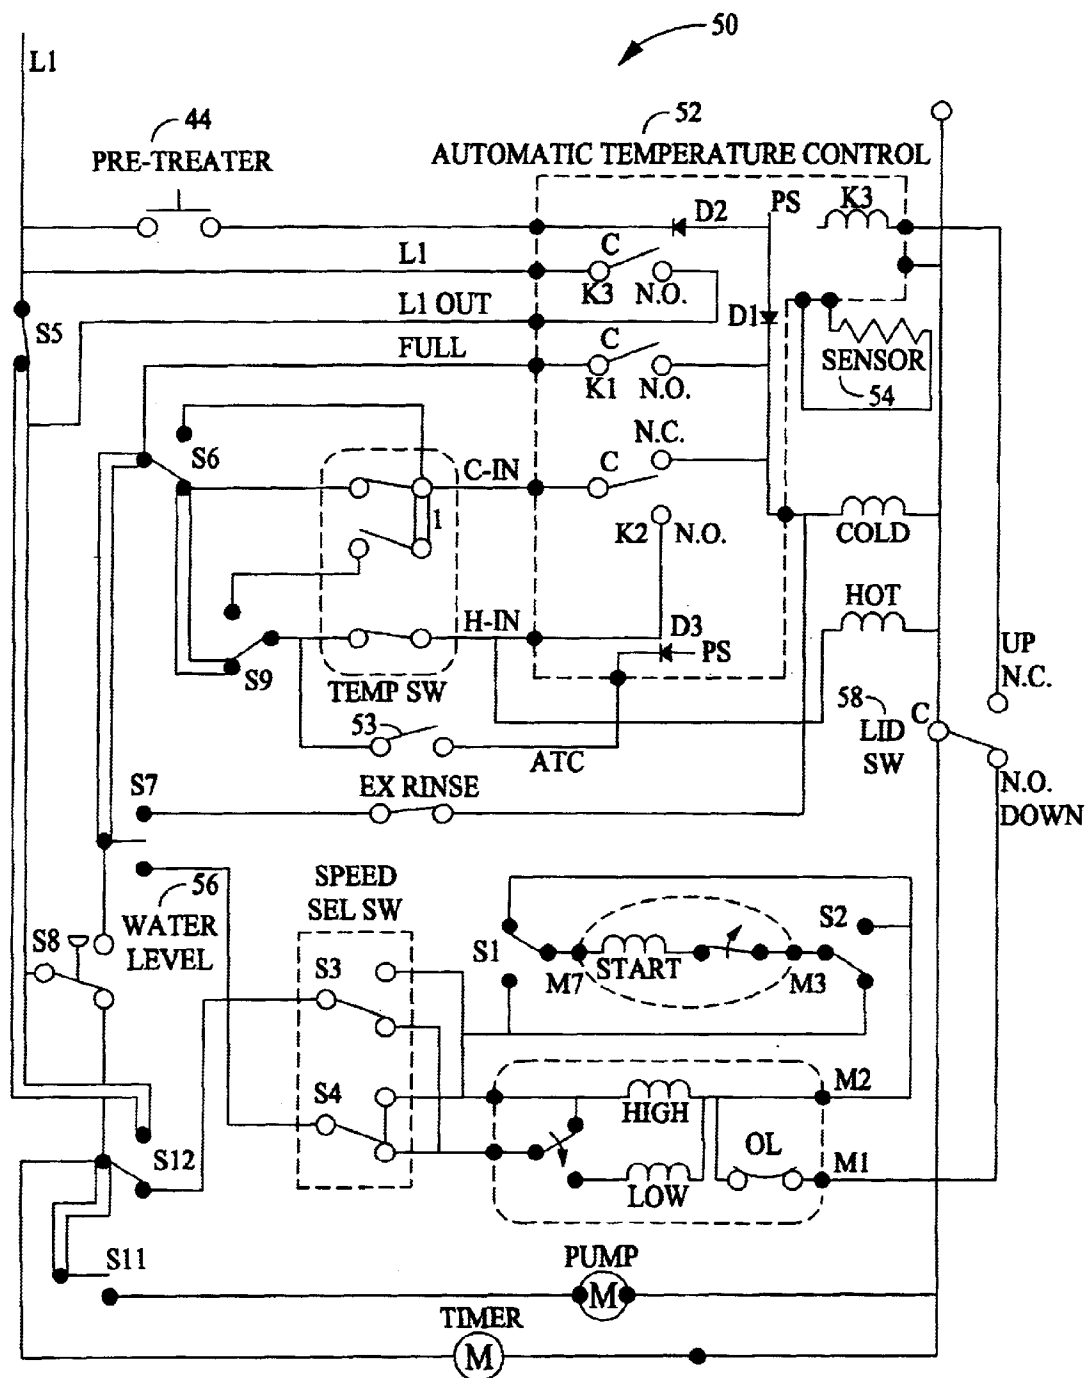 50
L1
44
PRE-TREATER
52
AUTOMATIC TEMPERATURE CONTROL
D2
PS
K3
L1
C
K3
N.O.
L1 OUT
S5
D1
FULL
C
K1
N.O.
SENSOR
54
S6
N.C.
C-IN
C
1
K2
N.O.
COLD
HOT
H-IN
D3
PS
S9
TEMP SW
UP
N.C.
58
C
LID
SW
53
ATC
S7
EX RINSE
N.O.
DOWN
56
WATER
LEVEL
SPEED
SEL SW
S8
S3
S1
S2
START
M7
M3
S4
HIGH
M2
OL
LOW
M1
S12
S11
PUMP
M
TIMER
M